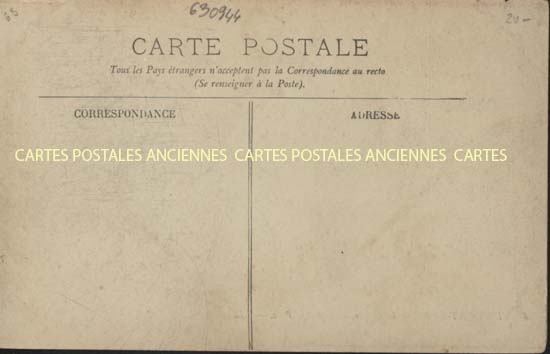 63
630944
20-
CARTE POSTALE
Tous les Pays étrangers n'acceptent pas la Correspondance au recto
(Se renseigner à la Poste).
CORRESPONDANCE
ADRESSE
CARTES POSTALES ANCIENNES CARTES POSTALES ANCIENNES CARTES